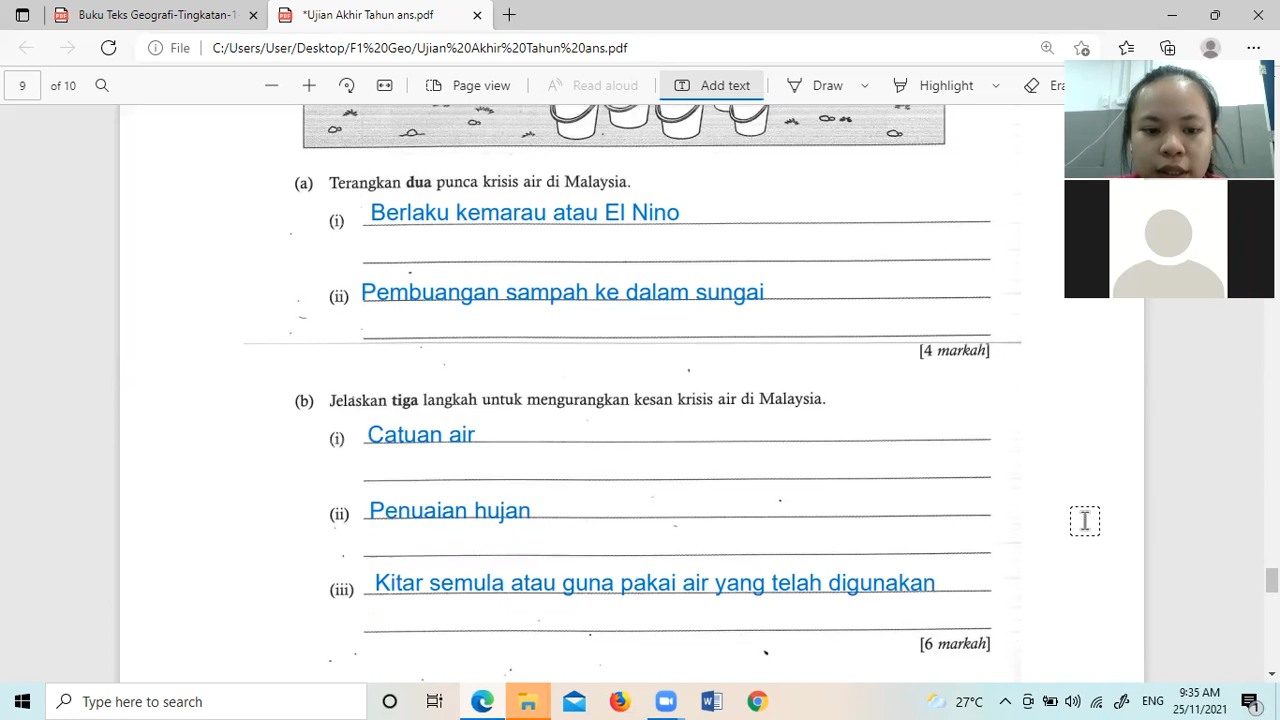 Buku Teks Geografi-Tingkatan-1
*Ujian Akhir Tahun ans.pdf
File
C:/Users/User/Desktop/F1%20Geo/Ujian%20Akhir%20Tahun%20ans.pdf
9 of 10
Page view
Read aloud
Add text
Draw
Highlight
Era
(a) Terangkan dua punca krisis air di Malaysia.
(i) Berlaku kemarau atau El Nino
(ii) Pembuangan sampah ke dalam sungai
[4 markah]
(b) Jelaskan tiga langkah untuk mengurangkan kesan krisis air di Malaysia.
(i) Catuan air
(ii) Penuaian hujan
(iii) Kitar semula atau guna pakai air yang telah digunakan
[6 markah]
Type here to search
27°C
ENG
9:35 AM
25/11/2021
1